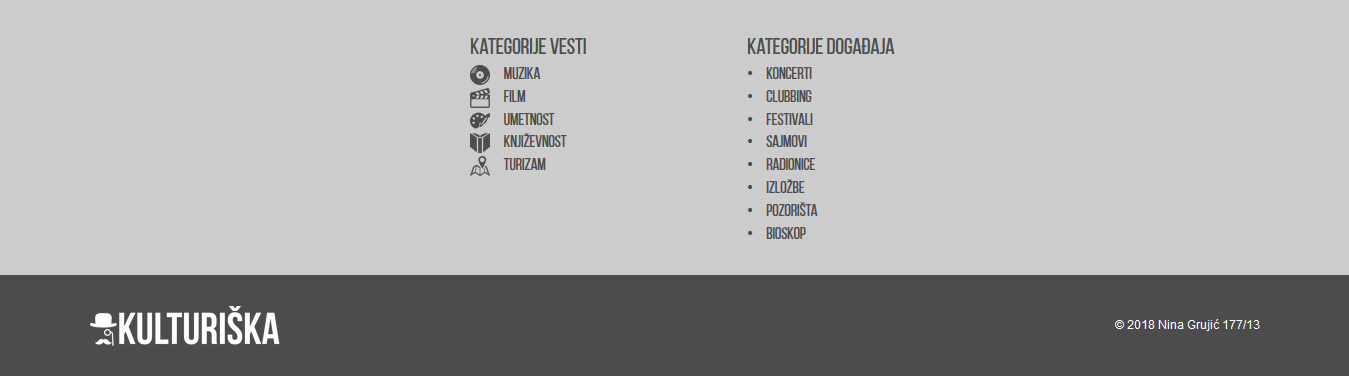 KATEGORIJE VESTI
MUZIKA
FILM
UMETNOST
KNJIŽEVNOST
TURIZAM
KATEGORIJE DOGAĐAJA
• KONCERTI
• CLUBBING
• FESTIVALI
• SAJMOVI
• RADIONICE
• IZLOŽBE
• POZORIŠTA
• BIOSKOP
KULTURIŠKA
© 2018 Nina Grujić 177/13